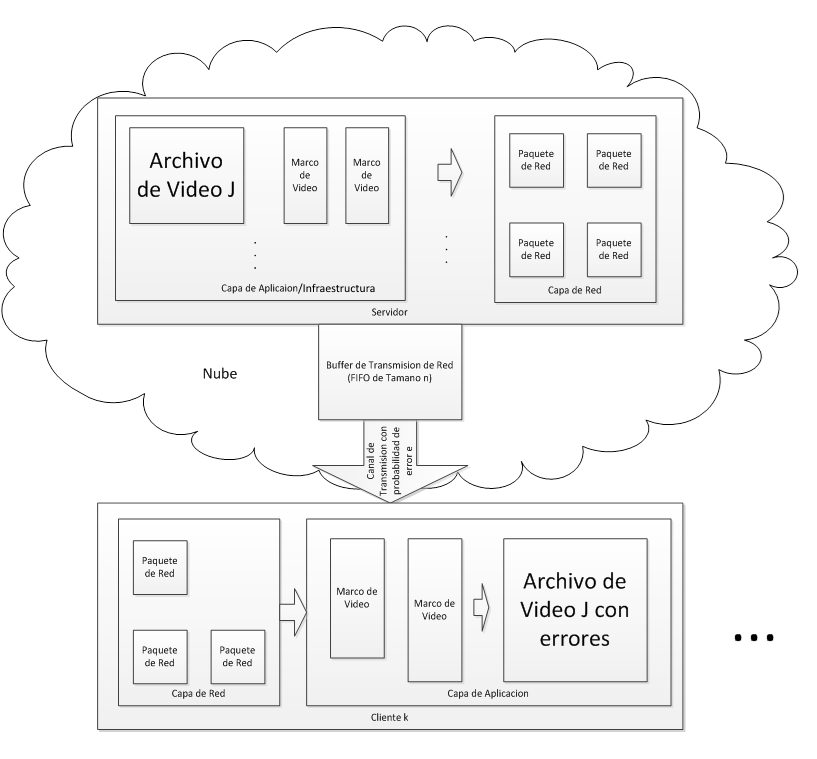 Archivo
de Video J
Marco
de
Video
Marco
de
Video
.
.
.
Capa de Aplicaion/Infraestructura
.
.
.
Paquete
de Red
Paquete
de Red
Paquete
de Red
Paquete
de Red
Capa de Red
Servidor
Nube
Buffer de Transmision de Red
(FIFO de Tamano n)
Canal de
Transmision con
probabilidad de
error e
Paquete
de Red
Paquete
de Red
Paquete
de Red
Capa de Red
Marco de
Video
Marco de
Video
Archivo de
Video J con
errores
Capa de Aplicacion
Cliente k
...